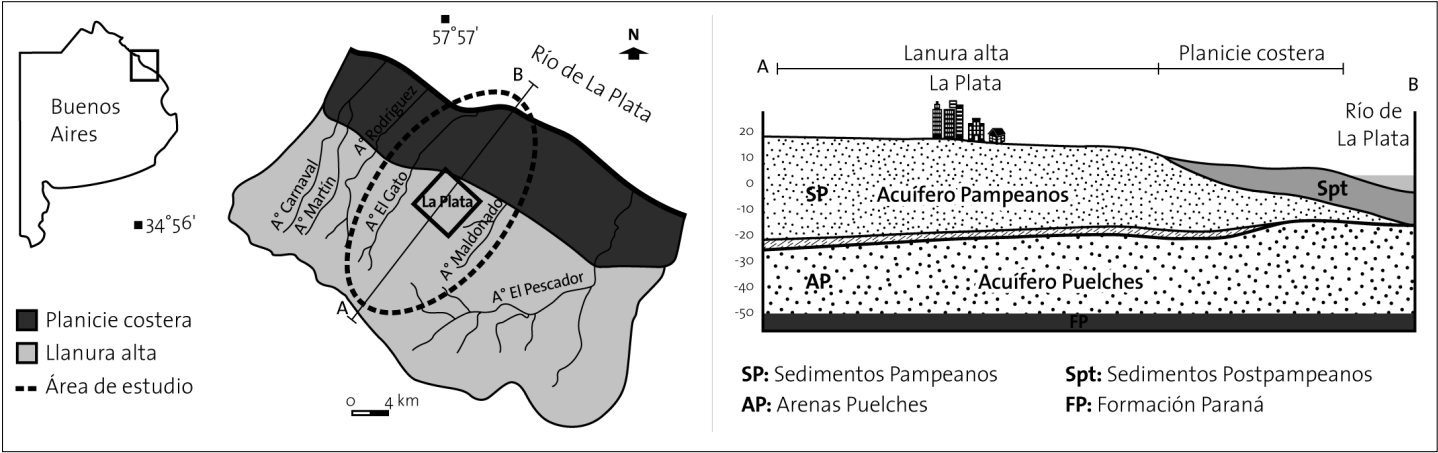 Buenos
Aires
57°57'
34°56'
N
Río de La Plata
B
A° Rodriguez
A° Carnaval
A° Martin
A° El Gato
La Plata
A° Maldonado
A° El Pescador
A
Planicie costera
Llanura alta
Área de estudio
0 4 km
Lanura alta
Planicie costera
A
B
La Plata
Río de
La Plata
20
10
0
-10
-20
-30
-40
-50
SP Acuífero Pampeanos
Spt
AP Acuífero Puelches
FP
SP: Sedimentos Pampeanos
Spt: Sedimentos Postpampeanos
AP: Arenas Puelches
FP: Formación Paraná